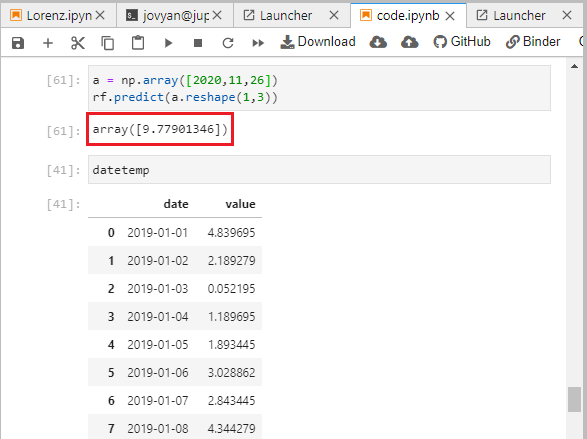 Lorenz.ipyn
jovyan@jup
Launcher
code.ipynb
Launcher
Download
GitHub
Binder
[61]:
a = np.array([2020,11,26])
rf.predict(a.reshape(1,3))
[61]:
array([9.77901346])
[41]:
datetemp
[41]:
date value
0 2019-01-01 4.839695
1 2019-01-02 2.189279
2 2019-01-03 0.052195
3 2019-01-04 1.189695
4 2019-01-05 1.893445
5 2019-01-06 3.028862
6 2019-01-07 2.843445
7 2019-01-08 4.344279